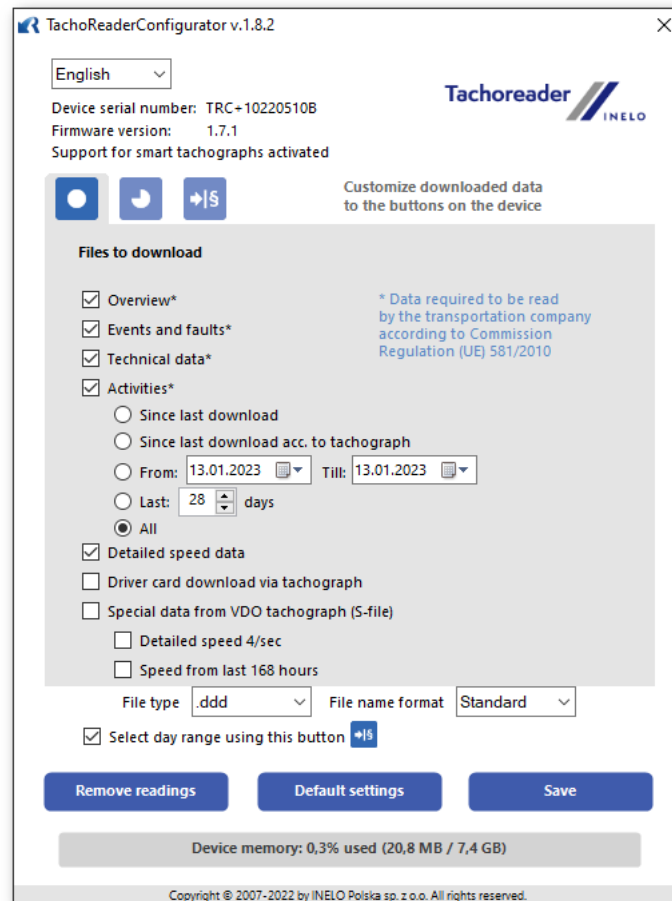 TachoReaderConfigurator v.1.8.2
English
Device serial number: TRC+10220510B
Firmware version: 1.7.1
Support for smart tachographs activated
Tachoreader
INELO
Customize downloaded data
to the buttons on the device
Files to download
Overview*
Events and faults*
Technical data*
Activities*
* Data required to be read
by the transportation company
according to Commission
Regulation (UE) 581/2010
Since last download
Since last download acc. to tachograph
From: 13.01.2023 Till: 13.01.2023
Last: 28 days
All
Detailed speed data
Driver card download via tachograph
Special data from VDO tachograph (S-file)
Detailed speed 4/sec
Speed from last 168 hours
File type .ddd File name format Standard
Select day range using this button
Remove readings Default settings Save
Device memory: 0,3% used (20,8 MB / 7,4 GB)
Copyright © 2007-2022 by INELO Polska sp. z o.o. All rights reserved.